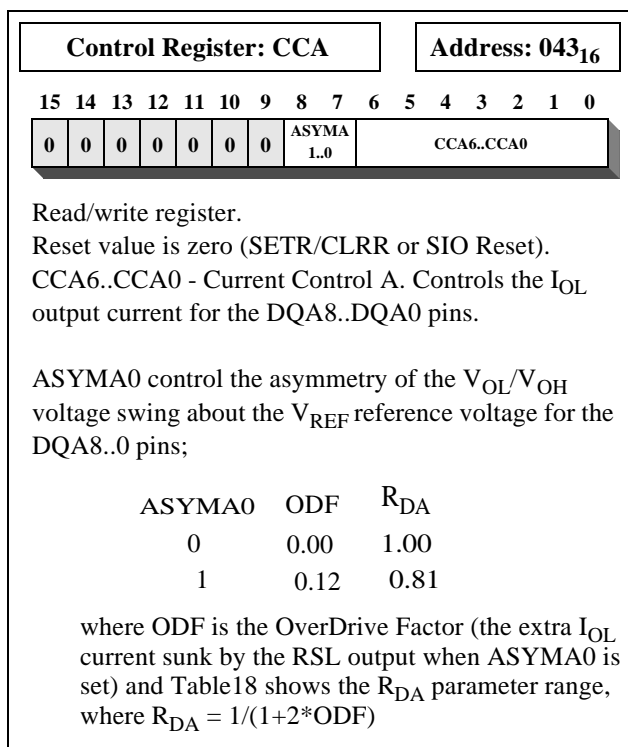 Control Register: CCA Address: 043₁₆
15 14 13 12 11 10 9 8 7 6 5 4 3 2 1 0
0 0 0 0 0 0 0 ASYMA 1..0 CCA6..CCA0
Read/write register.
Reset value is zero (SETR/CLRR or SIO Reset).
CCA6..CCA0 - Current Control A. Controls the I_OL
output current for the DQA8..DQA0 pins.
ASYMA0 control the asymmetry of the V_OL/V_OH
voltage swing about the V_REF reference voltage for the
DQA8..0 pins;
ASYMA0 ODF R_DA
0 0.00 1.00
1 0.12 0.81
where ODF is the OverDrive Factor (the extra I_OL
current sunk by the RSL output when ASYMA0 is
set) and Table18 shows the R_DA parameter range,
where R_DA = 1/(1+2*ODF)